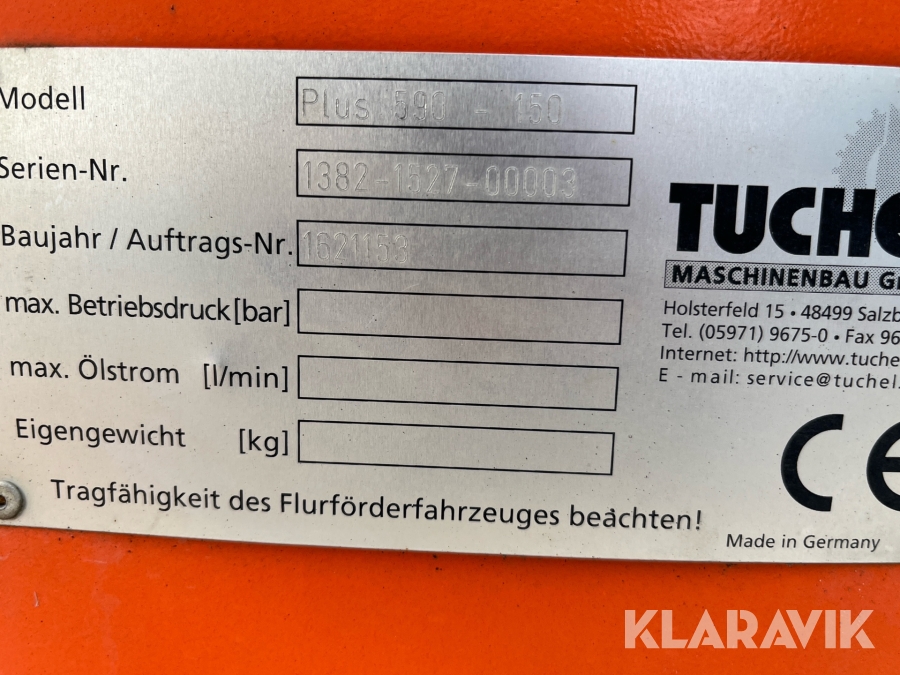 Modell Plus 590 - 150
Serien-Nr. 1382-1627-00003
Baujahr / Auftrags-Nr. 1621153
max. Betriebsdruck [bar]
max. Ölstrom [l/min]
Eigengewicht [kg]
Tragfähigkeit des Flurförderfahrzeuges beachten!
TUCHE
MASCHINENBAU G
Holsterfeld 15 • 48499 Salzb
Tel. (05971) 9675-0 • Fax 96
Internet: http://www.tuche
E - mail: service@tuchel.
CE
Made in Germany
KLARAVIK